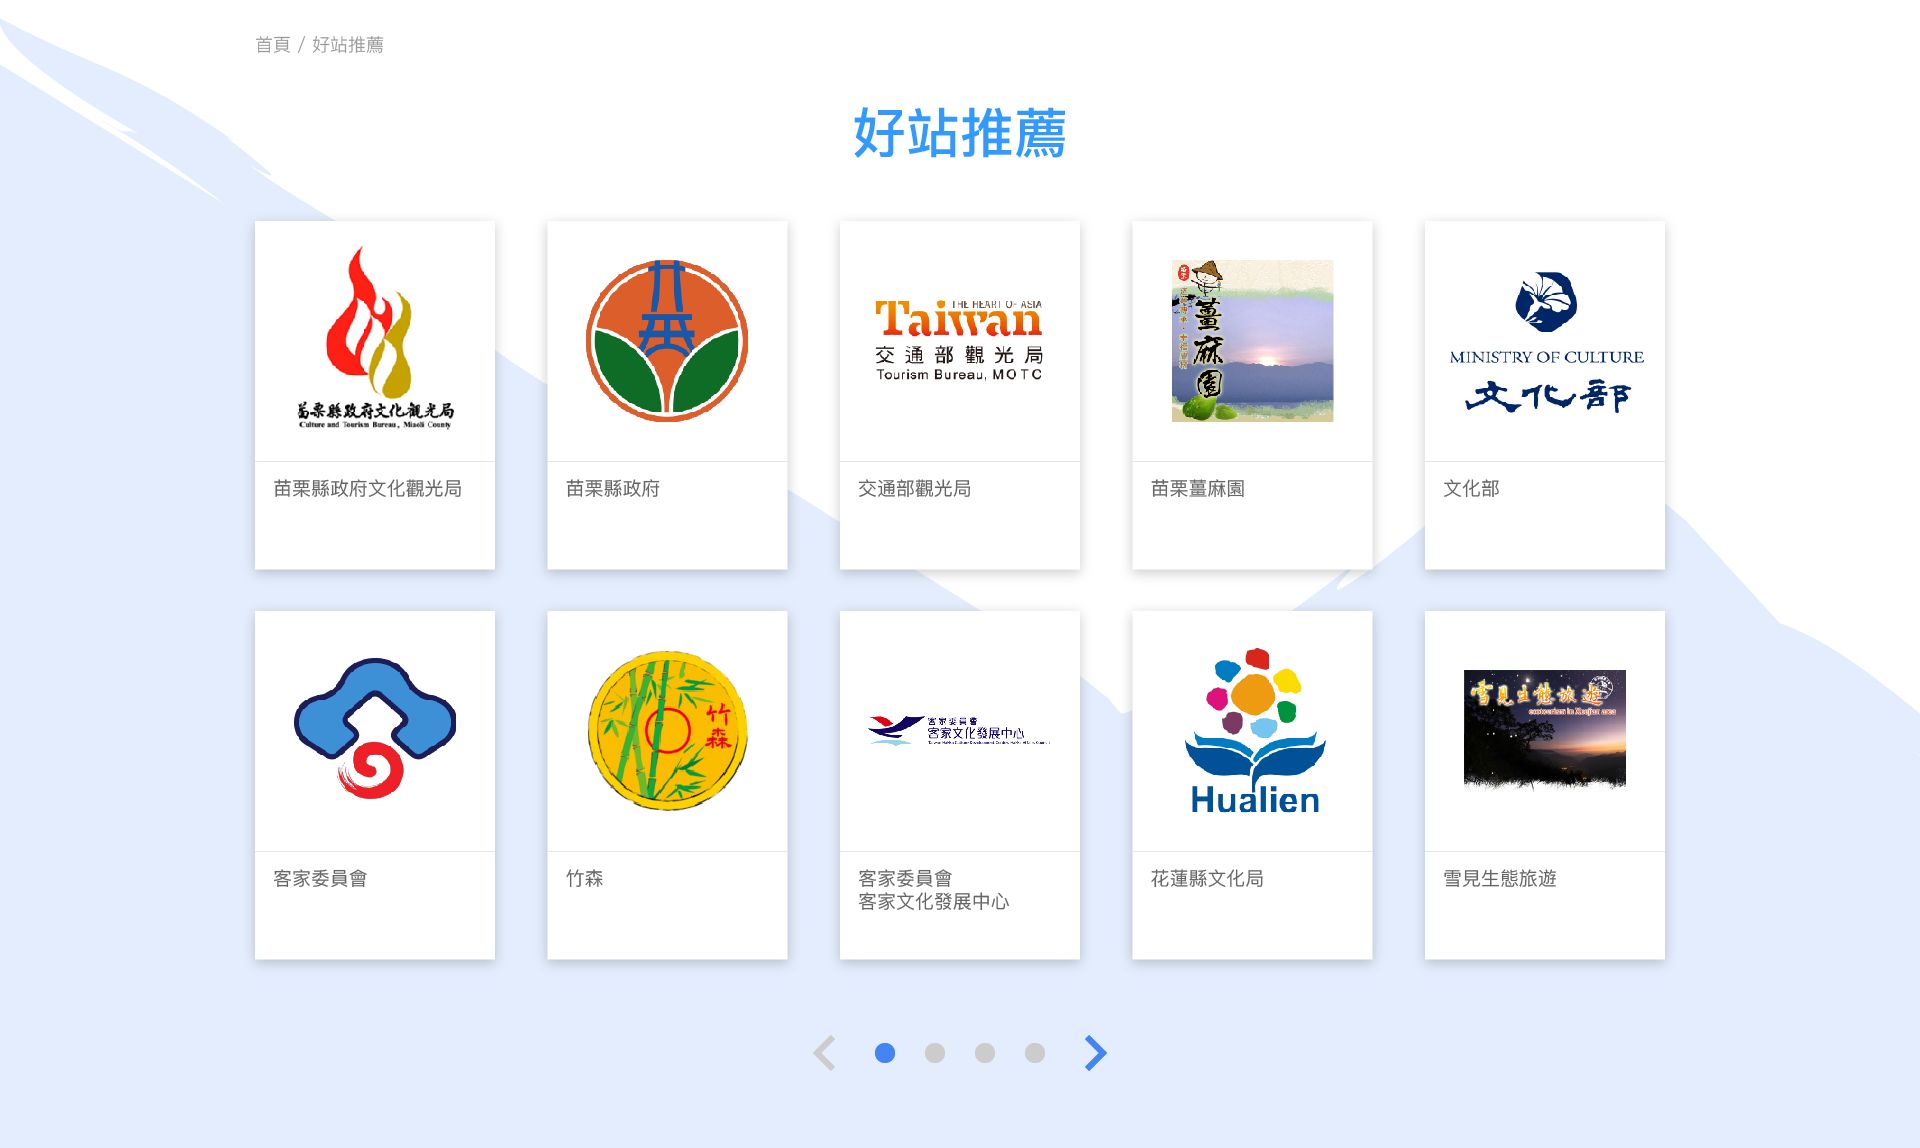 首頁 / 好站推薦
好站推薦
苗栗縣政府文化觀光局
Culture and Tourism Bureau, Miaoli County
苗栗縣政府文化觀光局
苗栗縣政府
THE HEART OF ASIA
Taiwan
交通部觀光局
Tourism Bureau, MOTC
交通部觀光局
薑麻園
苗栗薑麻園
MINISTRY OF CULTURE
文化部
文化部
客家委員會
竹森
竹森
客家委員會
客家文化發展中心
客家委員會
客家文化發展中心
Hualien
花蓮縣文化局
雪見生態旅遊
ecotourism in Xuejian area
雪見生態旅遊